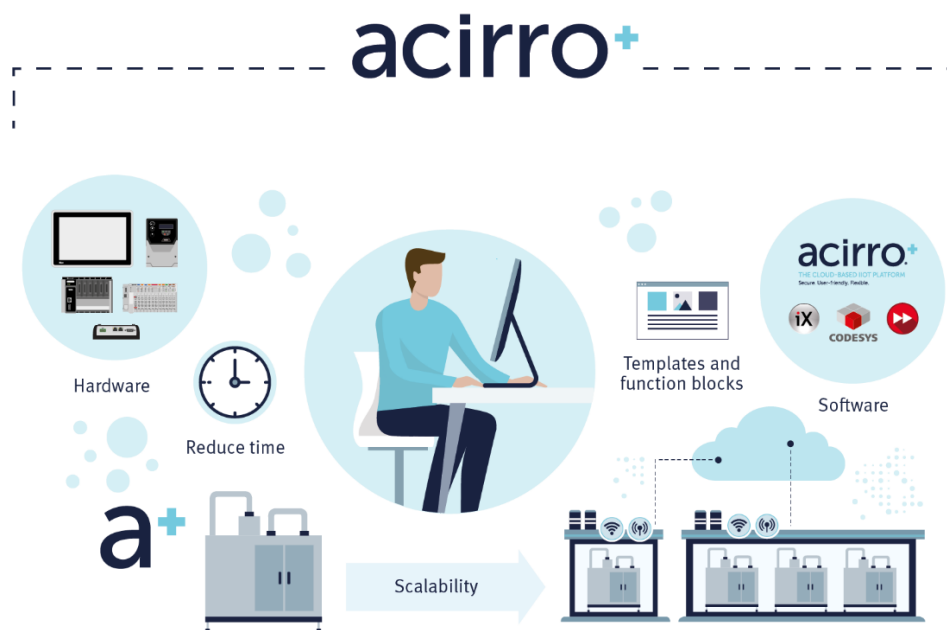 acirro+
acirro+
THE CLOUD-BASED IIOT PLATFORM
Secure. User-friendly. Flexible.
iX
CODESYS
Hardware
Templates and
function blocks
Software
Reduce time
a+
Scalability